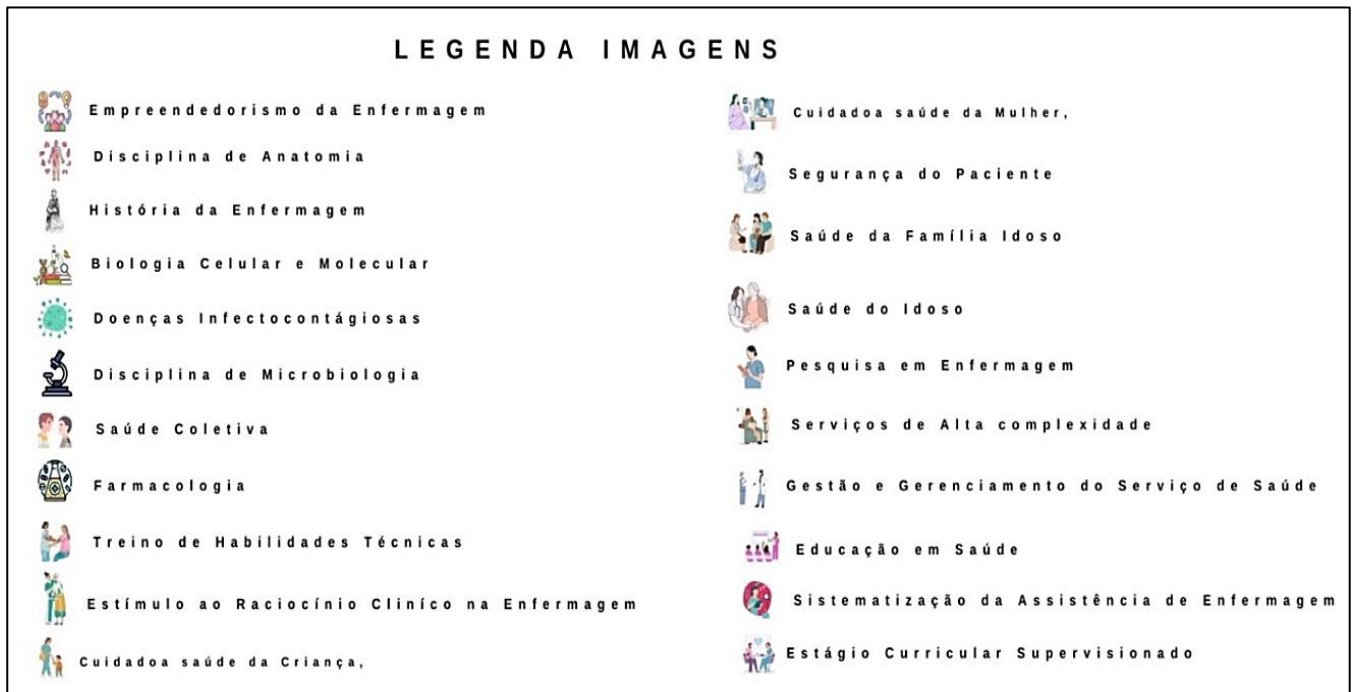 LEGENDA IMAGENS
Empreendedorismo da Enfermagem
Disciplina de Anatomia
História da Enfermagem
Biologia Celular e Molecular
Doenças Infectocontágiosas
Disciplina de Microbiologia
Saúde Coletiva
Farmacologia
Treino de Habilidades Técnicas
Estímulo ao Raciocínio Cliníco na Enfermagem
Cuidadoa saúde da Criança,
Cuidadoa saúde da Mulher,
Segurança do Paciente
Saúde da Família Idoso
Saúde do Idoso
Pesquisa em Enfermagem
Serviços de Alta complexidade
Gestão e Gerenciamento do Serviço de Saúde
Educação em Saúde
Sistematização da Assistência de Enfermagem
Estágio Curricular Supervisionado